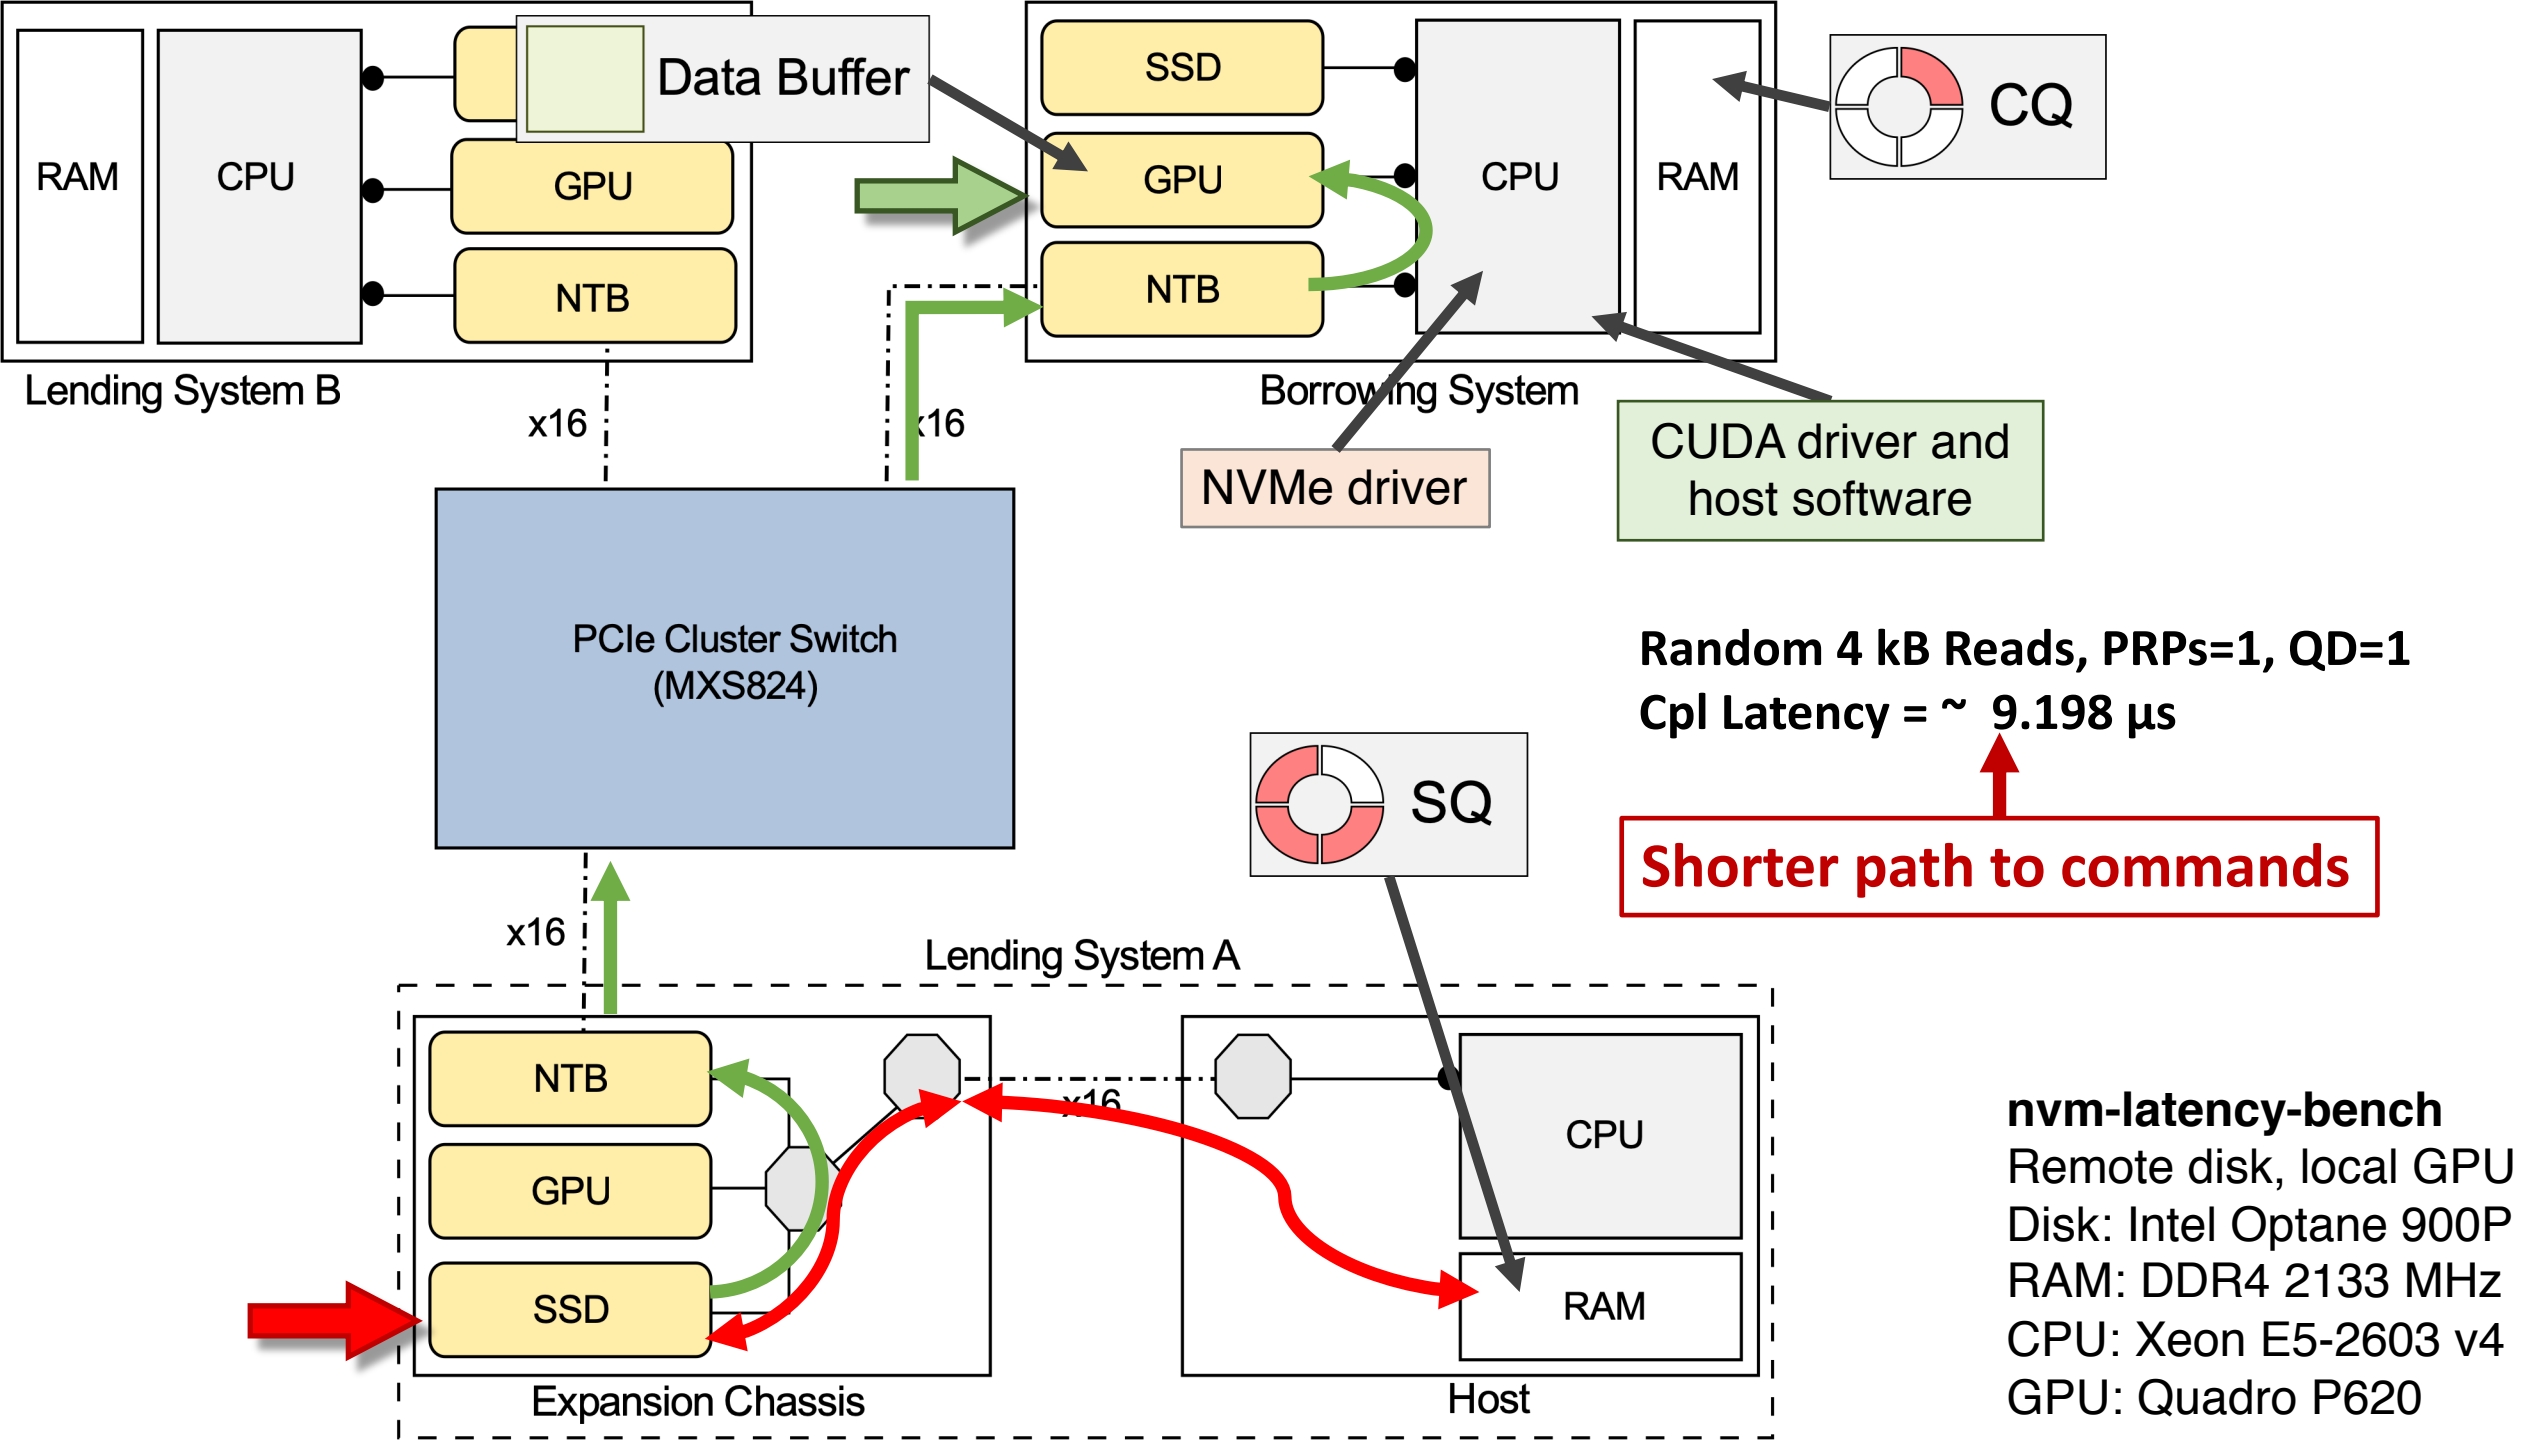 RAM
CPU
Data Buffer
GPU
NTB
Lending System B
x16
SSD
GPU
NTB
CPU
RAM
CQ
Borrowing System
x16
NVMe driver
CUDA driver and
host software
PCIe Cluster Switch
(MXS824)
Random 4 kB Reads, PRPs=1, QD=1
Cpl Latency = ~ 9.198 µs
SQ
Shorter path to commands
x16
Lending System A
NTB
GPU
SSD
Expansion Chassis
x16
CPU
RAM
Host
nvm-latency-bench
Remote disk, local GPU
Disk: Intel Optane 900P
RAM: DDR4 2133 MHz
CPU: Xeon E5-2603 v4
GPU: Quadro P620